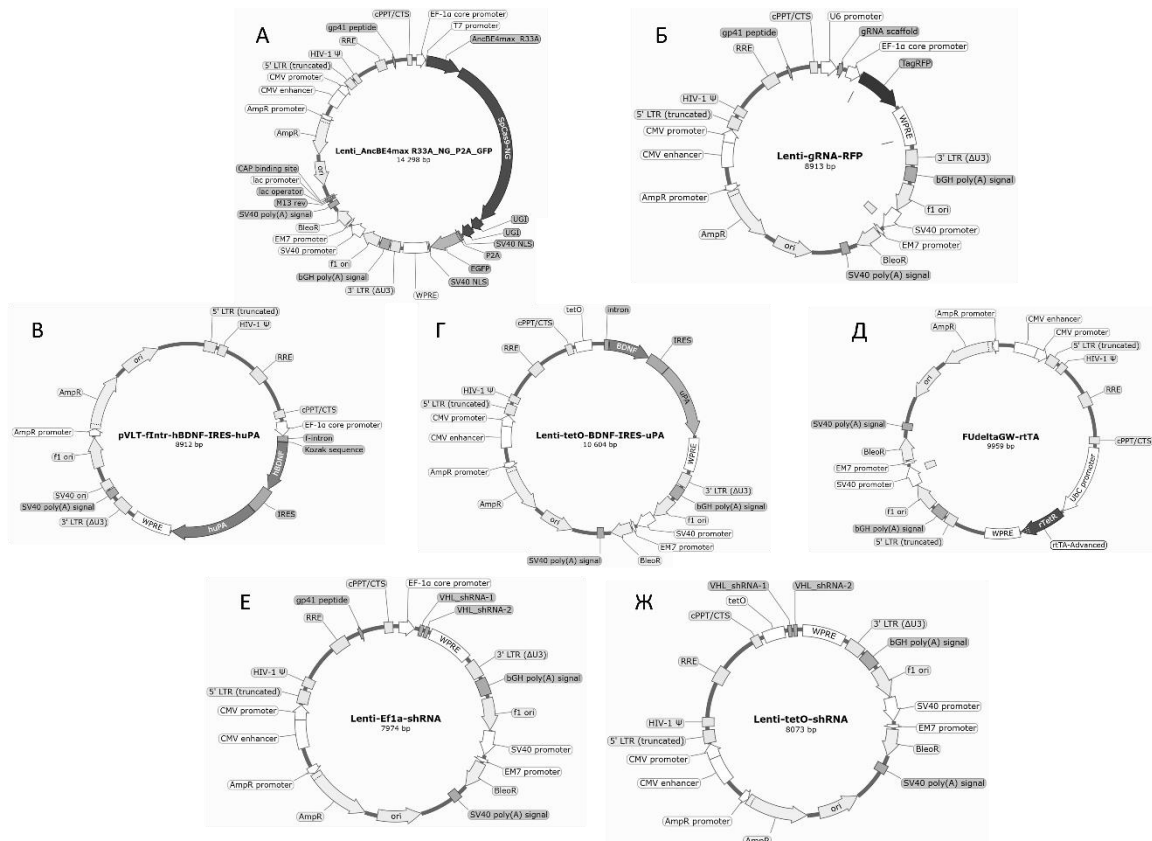 А
cPPT/CTS
EF-1α core promoter
gp41 peptide
T7 promoter
RRE
AncBE4max_R33A
HIV-1 Ψ
5' LTR (truncated)
CMV promoter
CMV enhancer
AmpR promoter
AmpR
SpCas9-NG
Lenti_AncBE4max R33A_NG_P2A_GFP
14 298 bp
ori
CAP binding site
lac promoter
lac operator
M13 rev
SV40 poly(A) signal
BleoR
EM7 promoter
SV40 promoter
f1 ori
bGH poly(A) signal
3' LTR (ΔU3)
WPRE
SV40 NLS
EGFP
P2A
SV40 NLS
UGI
UGI
Б
U6 promoter
cPPT/CTS
gRNA scaffold
gp41 peptide
EF-1α core promoter
RRE
TagRFP
HIV-1 Ψ
5' LTR (truncated)
CMV promoter
CMV enhancer
WPRE
Lenti-gRNA-RFP
8913 bp
3' LTR (ΔU3)
bGH poly(A) signal
AmpR promoter
f1 ori
AmpR
SV40 promoter
EM7 promoter
ori
BleoR
SV40 poly(A) signal
В
5' LTR (truncated)
HIV-1 Ψ
ori
RRE
AmpR
cPPT/CTS
EF-1α core promoter
pVLT-fIntr-hBDNF-IRES-huPA
8912 bp
AmpR promoter
f-intron
Kozak sequence
f1 ori
hBDNF
SV40 ori
SV40 poly(A) signal
3' LTR (ΔU3)
IRES
WPRE
huPA
Г
tetO
intron
cPPT/CTS
BDNF
IRES
RRE
uPA
HIV-1 Ψ
5' LTR (truncated)
CMV promoter
CMV enhancer
Lenti-tetO-BDNF-IRES-uPA
10 604 bp
WPRE
AmpR promoter
3' LTR (ΔU3)
bGH poly(A) signal
AmpR
f1 ori
SV40 promoter
ori
EM7 promoter
BleoR
SV40 poly(A) signal
Д
AmpR promoter
CMV enhancer
AmpR
CMV promoter
5' LTR (truncated)
HIV-1 Ψ
ori
RRE
SV40 poly(A) signal
FUdeltaGW-rtTA
9959 bp
cPPT/CTS
BleoR
EM7 promoter
SV40 promoter
UbC promoter
f1 ori
bGH poly(A) signal
rTetR
5' LTR (truncated)
WPRE
rtTA-Advanced
Е
cPPT/CTS
EF-1α core promoter
gp41 peptide
VHL_shRNA-1
VHL_shRNA-2
RRE
WPRE
HIV-1 Ψ
3' LTR (ΔU3)
5' LTR (truncated)
bGH poly(A) signal
CMV promoter
Lenti-Ef1a-shRNA
7974 bp
f1 ori
CMV enhancer
SV40 promoter
AmpR promoter
EM7 promoter
BleoR
AmpR
ori
SV40 poly(A) signal
Ж
VHL_shRNA-1
VHL_shRNA-2
tetO
cPPT/CTS
WPRE
3' LTR (ΔU3)
bGH poly(A) signal
RRE
f1 ori
HIV-1 Ψ
Lenti-tetO-shRNA
8073 bp
SV40 promoter
5' LTR (truncated)
EM7 promoter
CMV promoter
BleoR
CMV enhancer
SV40 poly(A) signal
AmpR promoter
ori
AmpR